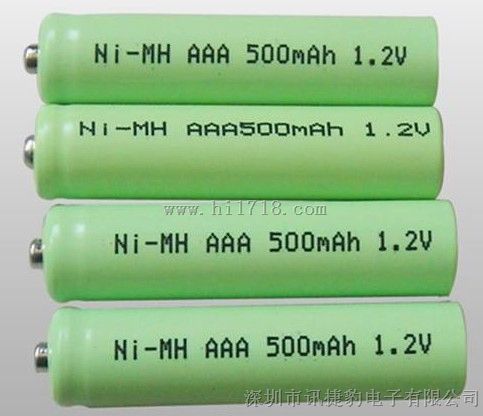 Ni-MH AAA 500mAh 1.2V
Ni-MH AAA500mAh 1.2V
www.hi1718.com
Ni-MH AAA 500mAh 1.2V
Ni-MH AAA 500mAh 1.2V
深圳市讯捷豹电子有限公司